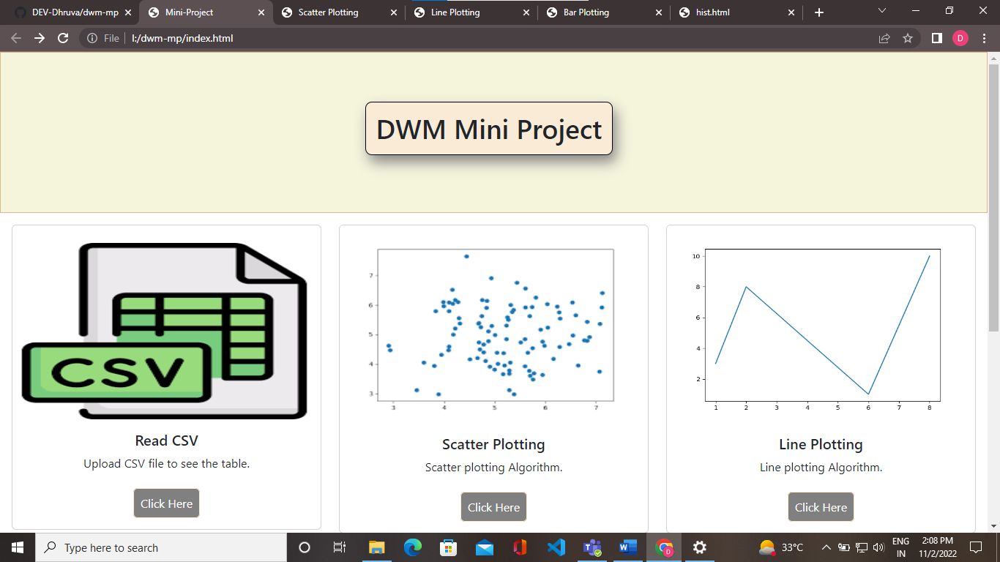 DEV-Dhruva/dwm-mp
Mini-Project
Scatter Plotting
Line Plotting
Bar Plotting
hist.html
File
I:/dwm-mp/index.html
D
DWM Mini Project
CSV
Read CSV
Upload CSV file to see the table.
Click Here
7
6
5
4
3
3 4 5 6 7
Scatter Plotting
Scatter plotting Algorithm.
Click Here
10
8
6
4
2
1 2 3 4 5 6 7 8
Line Plotting
Line plotting Algorithm.
Click Here
Type here to search
D
33°C
ENG
IN
2:08 PM
11/2/2022